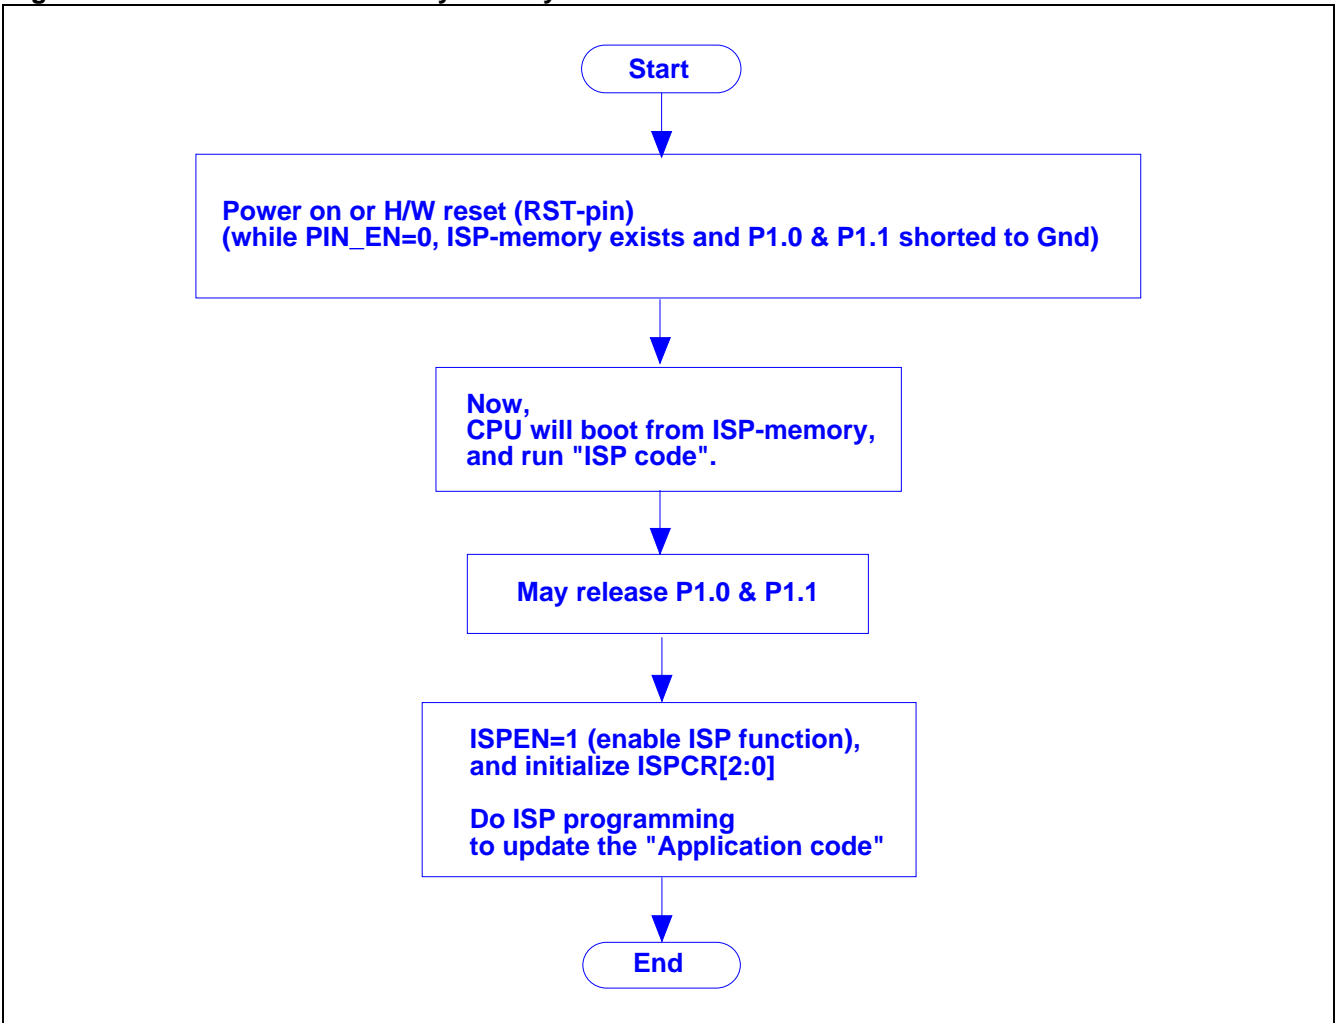 Start
Power on or H/W reset (RST-pin)
(while PIN_EN=0, ISP-memory exists and P1.0 & P1.1 shorted to Gnd)
Now,
CPU will boot from ISP-memory,
and run "ISP code".
May release P1.0 & P1.1
ISPEN=1 (enable ISP function),
and initialize ISPCR[2:0]
Do ISP programming
to update the "Application code"
End